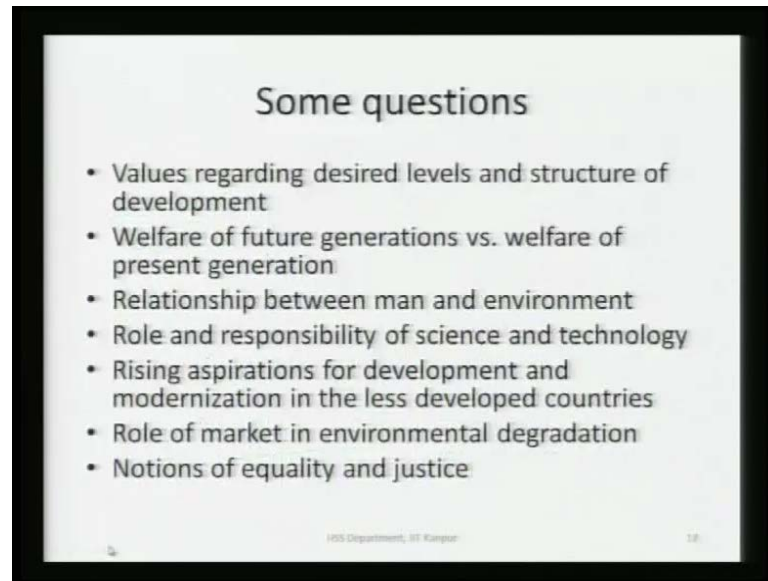 Some questions
• Values regarding desired levels and structure of
development
• Welfare of future generations vs. welfare of
present generation
• Relationship between man and environment
• Role and responsibility of science and technology
• Rising aspirations for development and
modernization in the less developed countries
• Role of market in environmental degradation
• Notions of equality and justice
HSS Department, IIT Kanpur